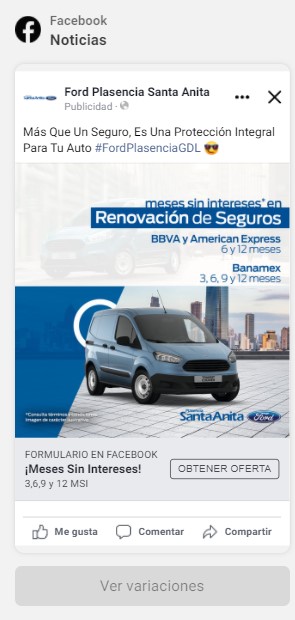 Facebook
Noticias
Ford Plasencia Santa Anita
Publicidad ·
Más Que Un Seguro, Es Una Protección Integral
Para Tu Auto #FordPlasenciaGDL 😎
meses sin intereses* en
Renovación de Seguros
BBVA y American Express
6 y 12 meses
Banamex
3, 6, 9 y 12 meses
SantaAnita Ford
FORMULARIO EN FACEBOOK
¡Meses Sin Intereses!
3,6,9 y 12 MSI
OBTENER OFERTA
Me gusta Comentar Compartir
Ver variaciones